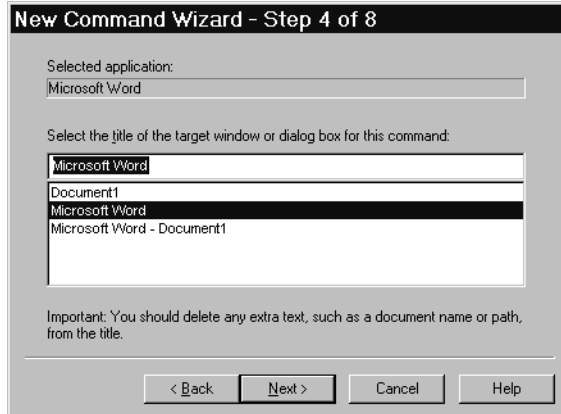 New Command Wizard - Step 4 of 8
Selected application:
Microsoft Word
Select the title of the target window or dialog box for this command:
Microsoft Word
Document1
Microsoft Word
Microsoft Word - Document1
Important: You should delete any extra text, such as a document name or path,
from the title.
< Back Next > Cancel Help